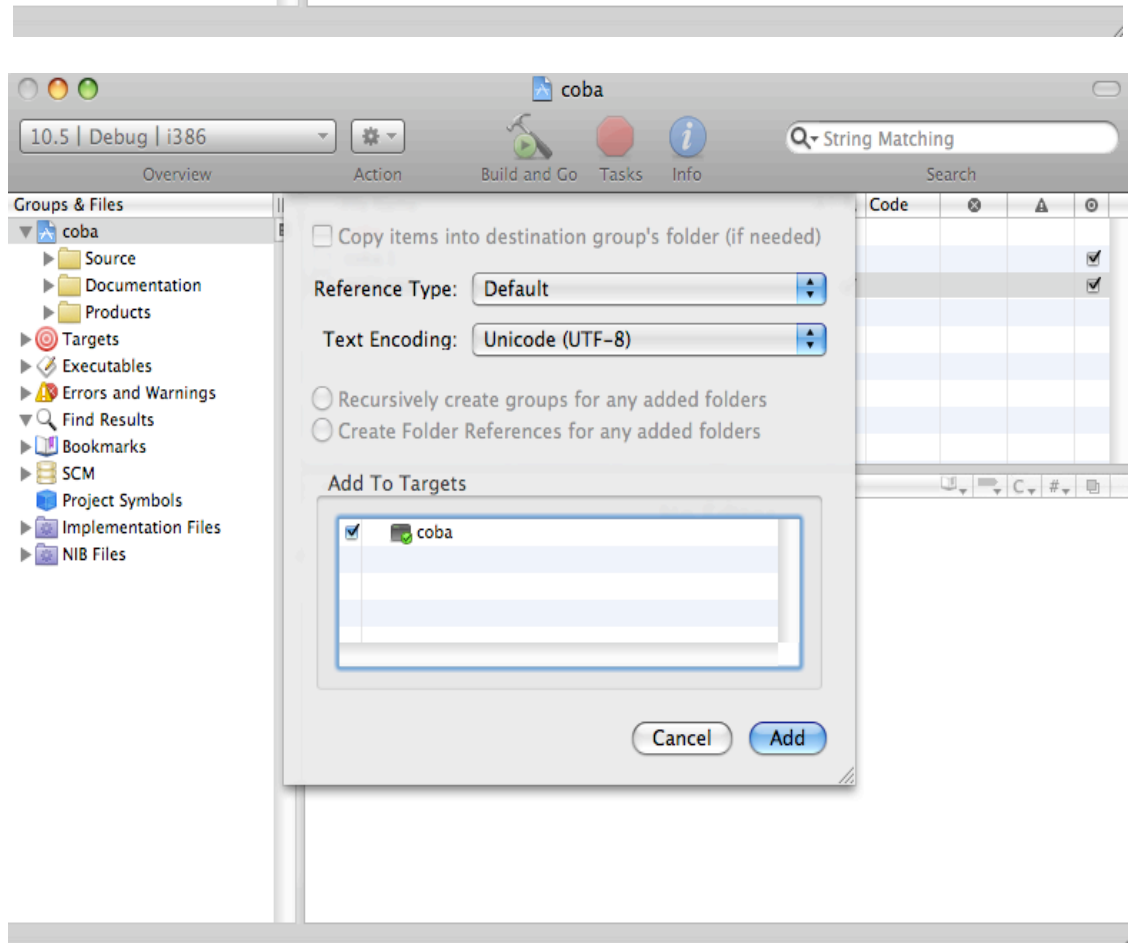 coba
10.5 | Debug | i386
String Matching
Overview
Action
Build and Go
Tasks
Info
Search
Groups & Files
Code
coba
Source
Documentation
Products
Targets
Executables
Errors and Warnings
Find Results
Bookmarks
SCM
Project Symbols
Implementation Files
NIB Files
Copy items into destination group's folder (if needed)
Reference Type: Default
Text Encoding: Unicode (UTF-8)
Recursively create groups for any added folders
Create Folder References for any added folders
Add To Targets
coba
Cancel
Add
C
#